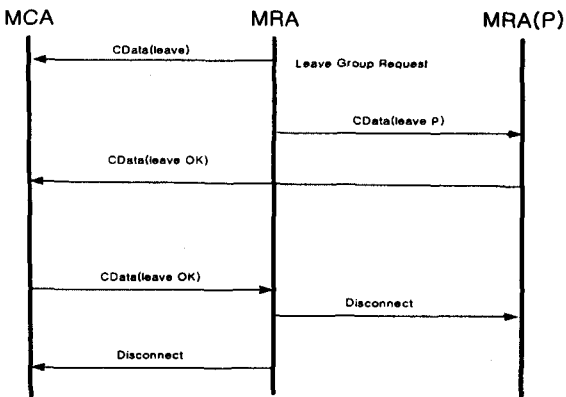 MCA MRA MRA(P)
CData(leave)
Leave Group Request
CData(leave P)
CData(leave OK)
CData(leave OK)
Disconnect
Disconnect